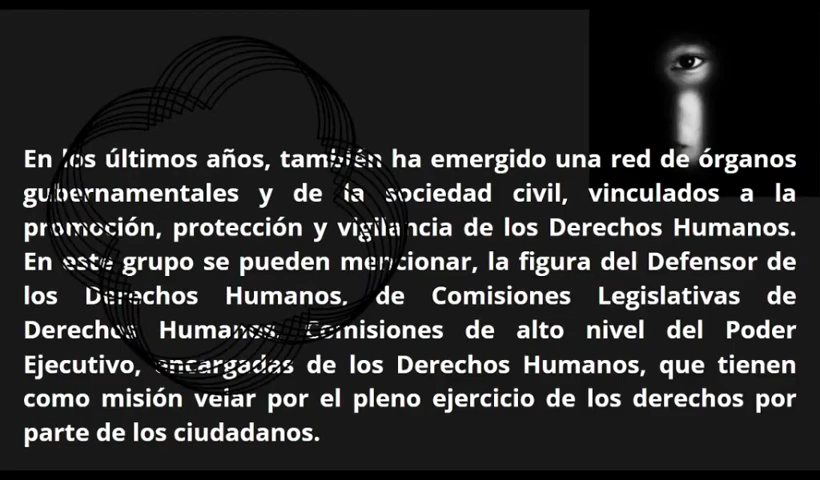 En los últimos años, también ha emergido una red de órganos
gubernamentales y de la sociedad civil, vinculados a la
promoción, protección y vigilancia de los Derechos Humanos.
En este grupo se pueden mencionar, la figura del Defensor de
los Derechos Humanos, de Comisiones Legislativas de
Derechos Humanos, Comisiones de alto nivel del Poder
Ejecutivo, encargadas de los Derechos Humanos, que tienen
como misión velar por el pleno ejercicio de los derechos por
parte de los ciudadanos.